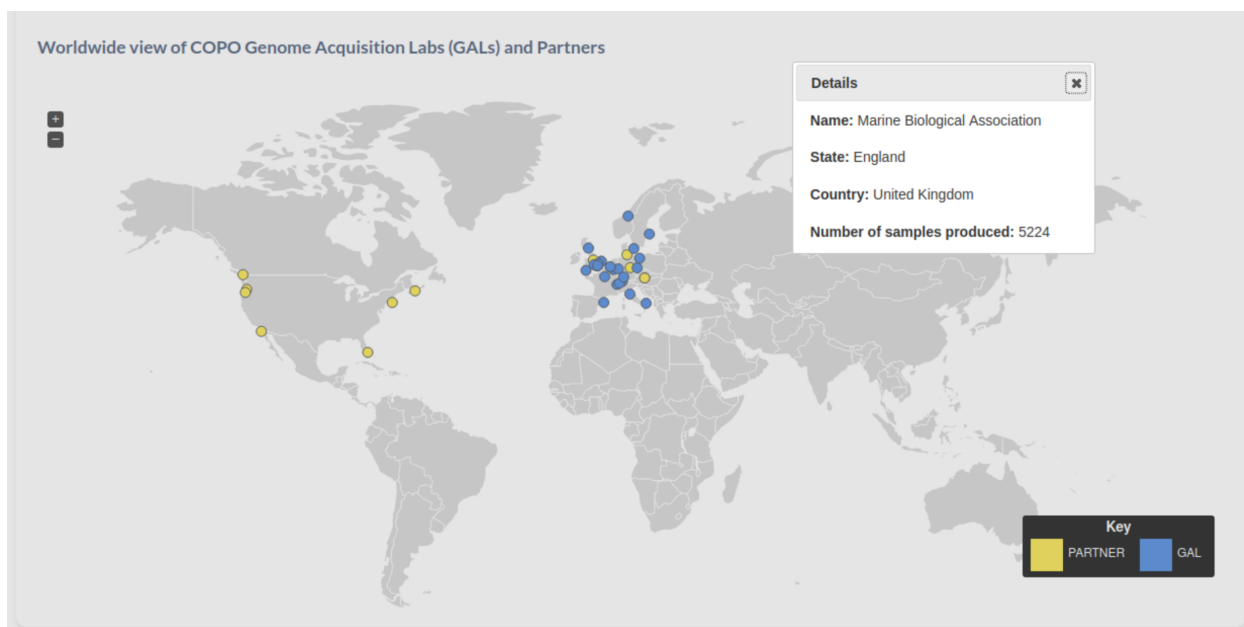 Worldwide view of COPO Genome Acquisition Labs (GALs) and Partners
+
−
Details
✖
Name: Marine Biological Association
State: England
Country: United Kingdom
Number of samples produced: 5224
Key
PARTNER
GAL